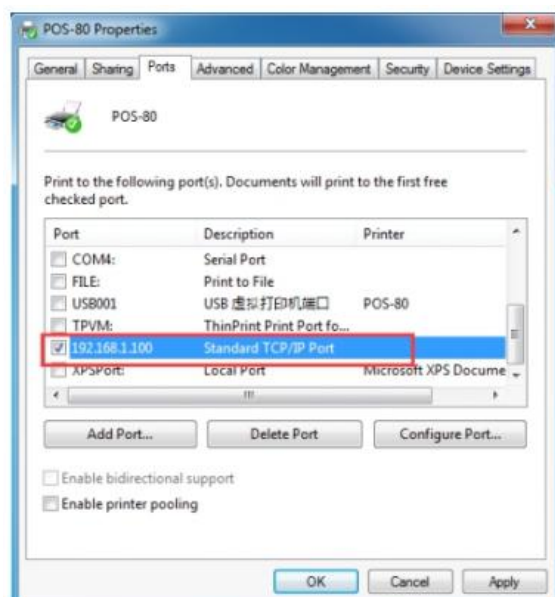 POS-80 Properties
General Sharing Ports Advanced Color Management Security Device Settings
POS-80
Print to the following port(s). Documents will print to the first free
checked port.
Port Description Printer
COM4: Serial Port
FILE: Print to File
USB001 USB 虚拟打印机端口 POS-80
TPVM: ThinPrint Print Port fo...
192.168.1.100 Standard TCP/IP Port
XPSPort: Local Port Microsoft XPS Docume
Add Port... Delete Port Configure Port...
Enable bidirectional support
Enable printer pooling
OK Cancel Apply